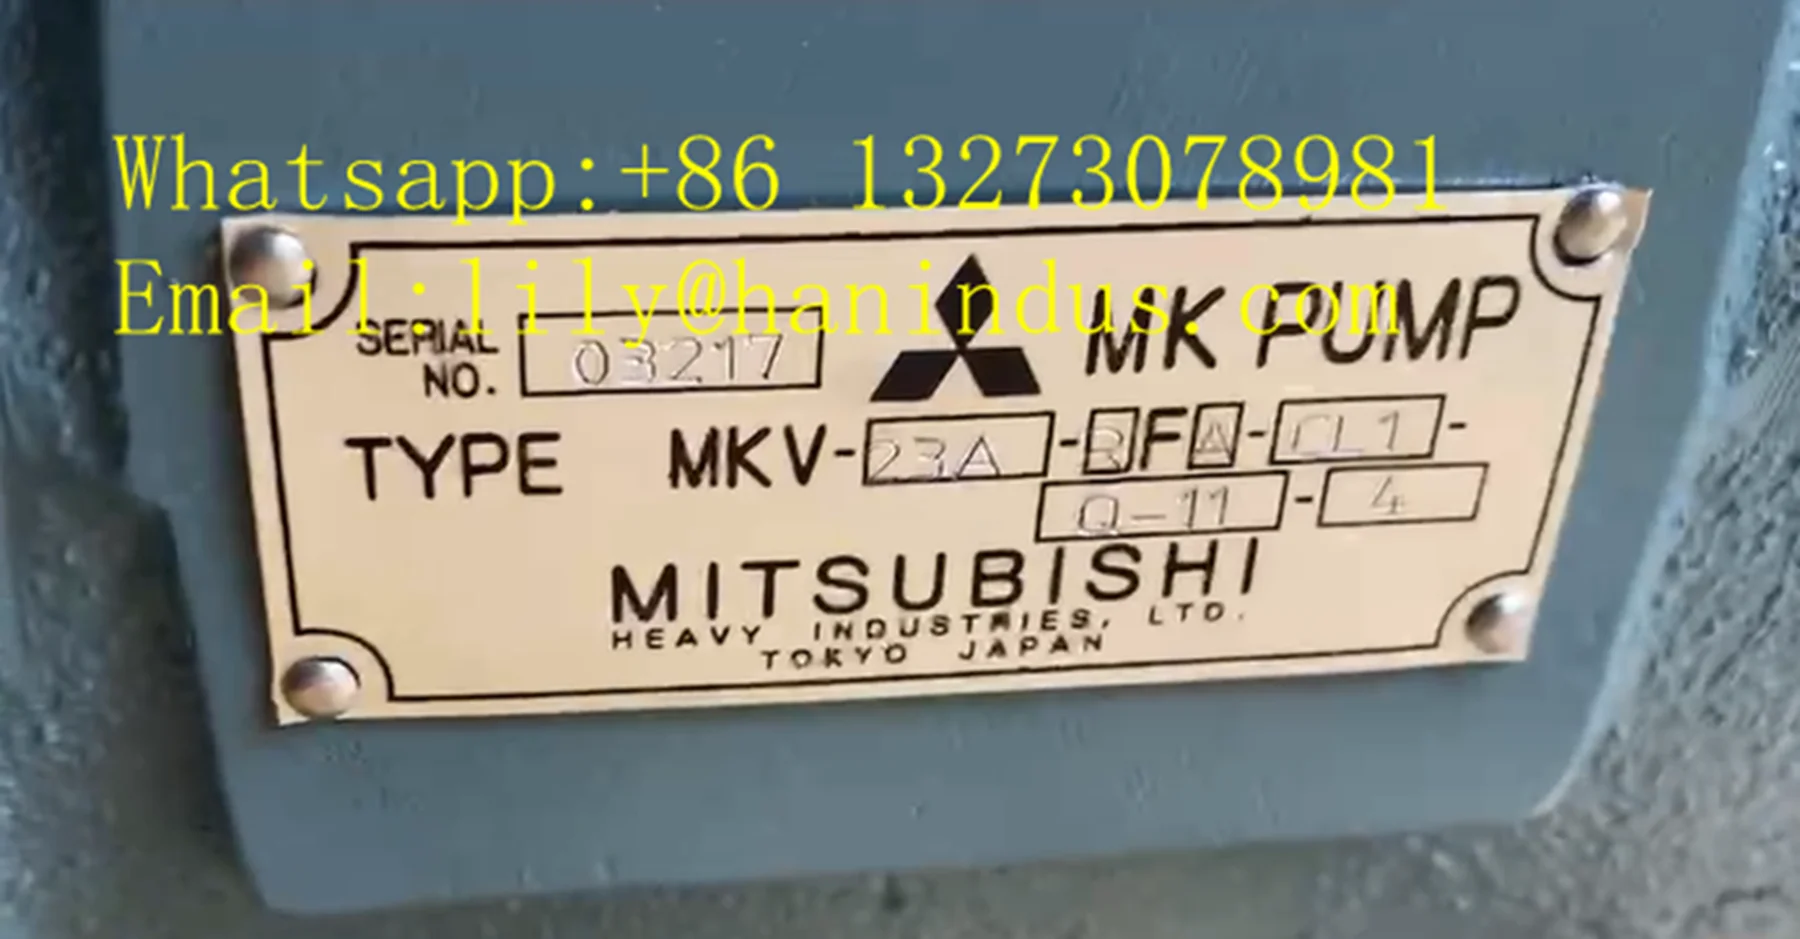 Whatsapp:+86 13273078981
Email:lily@hanindus.com
SERIAL NO. 03217
MK PUMP
TYPE MKV-23A-RFA-CL1-
Q-11-4
MITSUBISHI
HEAVY INDUSTRIES, LTD.
TOKYO JAPAN